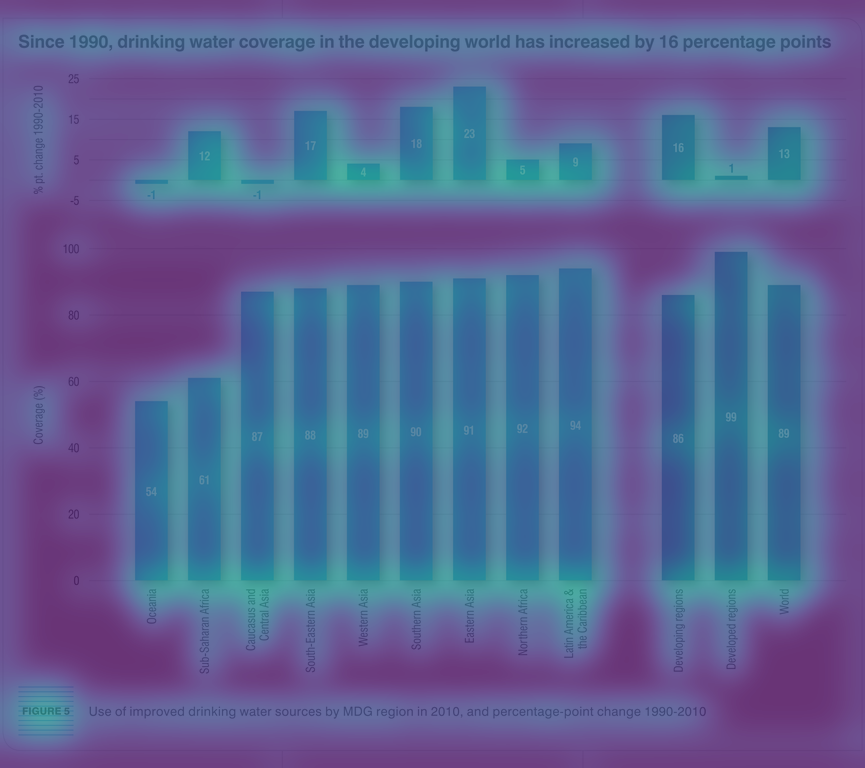 Since 1990, drinking water coverage in the developing world has increased by 16 percentage points
% pt. change 1990-2010
25
15
5
-5
-1
12
-1
17
4
18
23
5
9
16
1
13
Coverage (%)
100
80
60
40
20
0
54
61
87
88
89
90
91
92
94
86
99
89
Oceania
Sub-Saharan Africa
Caucasus and
Central Asia
South-Eastern Asia
Western Asia
Southern Asia
Eastern Asia
Northern Africa
Latin America &
the Caribbean
Developing regions
Developed regions
World
FIGURE 5
Use of improved drinking water sources by MDG region in 2010, and percentage-point change 1990-2010